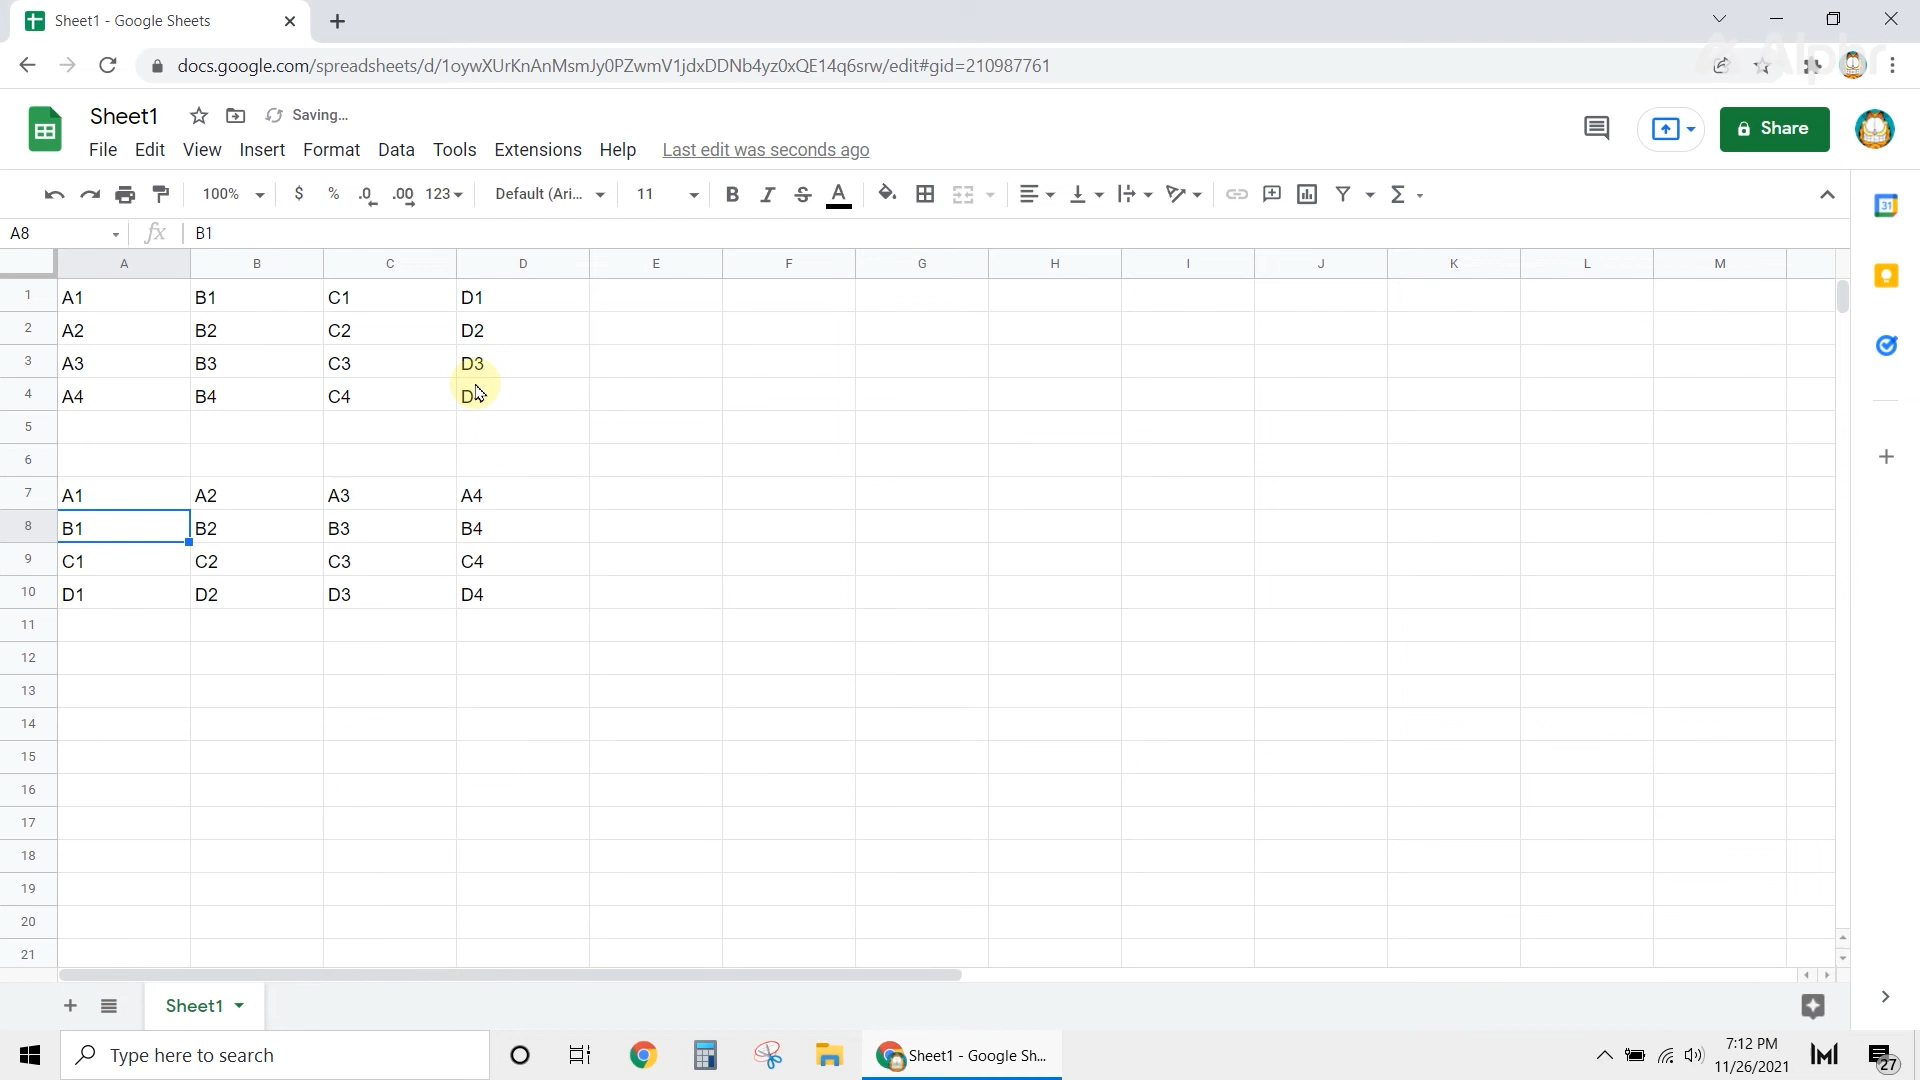 Sheet1 - Google Sheets
docs.google.com/spreadsheets/d/1oywXUrKnAnMsmJy0PZwmV1jdxDDNb4yz0xQE14q6srw/edit#gid=210987761
Sheet1 Saving...
File Edit View Insert Format Data Tools Extensions Help Last edit was seconds ago
Share
100% $ % .0 .00 123 Default (Ari... 11 B I S A
A8 fx B1
A B C D E F G H I J K L M
1 A1 B1 C1 D1
2 A2 B2 C2 D2
3 A3 B3 C3 D3
4 A4 B4 C4
5
6
7 A1 A2 A3 A4
8 B1 B2 B3 B4
9 C1 C2 C3 C4
10 D1 D2 D3 D4
11
12
13
14
15
16
17
18
19
20
21
Sheet1
Type here to search
Sheet1 - Google Sh...
7:12 PM
11/26/2021
27